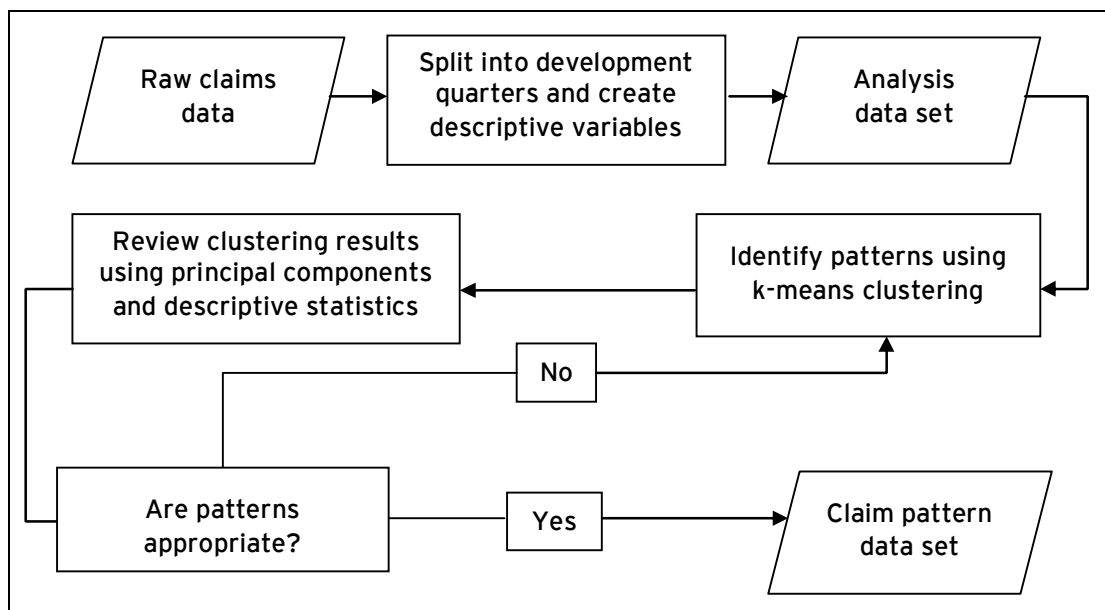 Raw claims
data
Split into development
quarters and create
descriptive variables
Analysis
data set
Review clustering results
using principal components
and descriptive statistics
Identify patterns using
k-means clustering
No
Are patterns
appropriate?
Yes
Claim pattern
data set